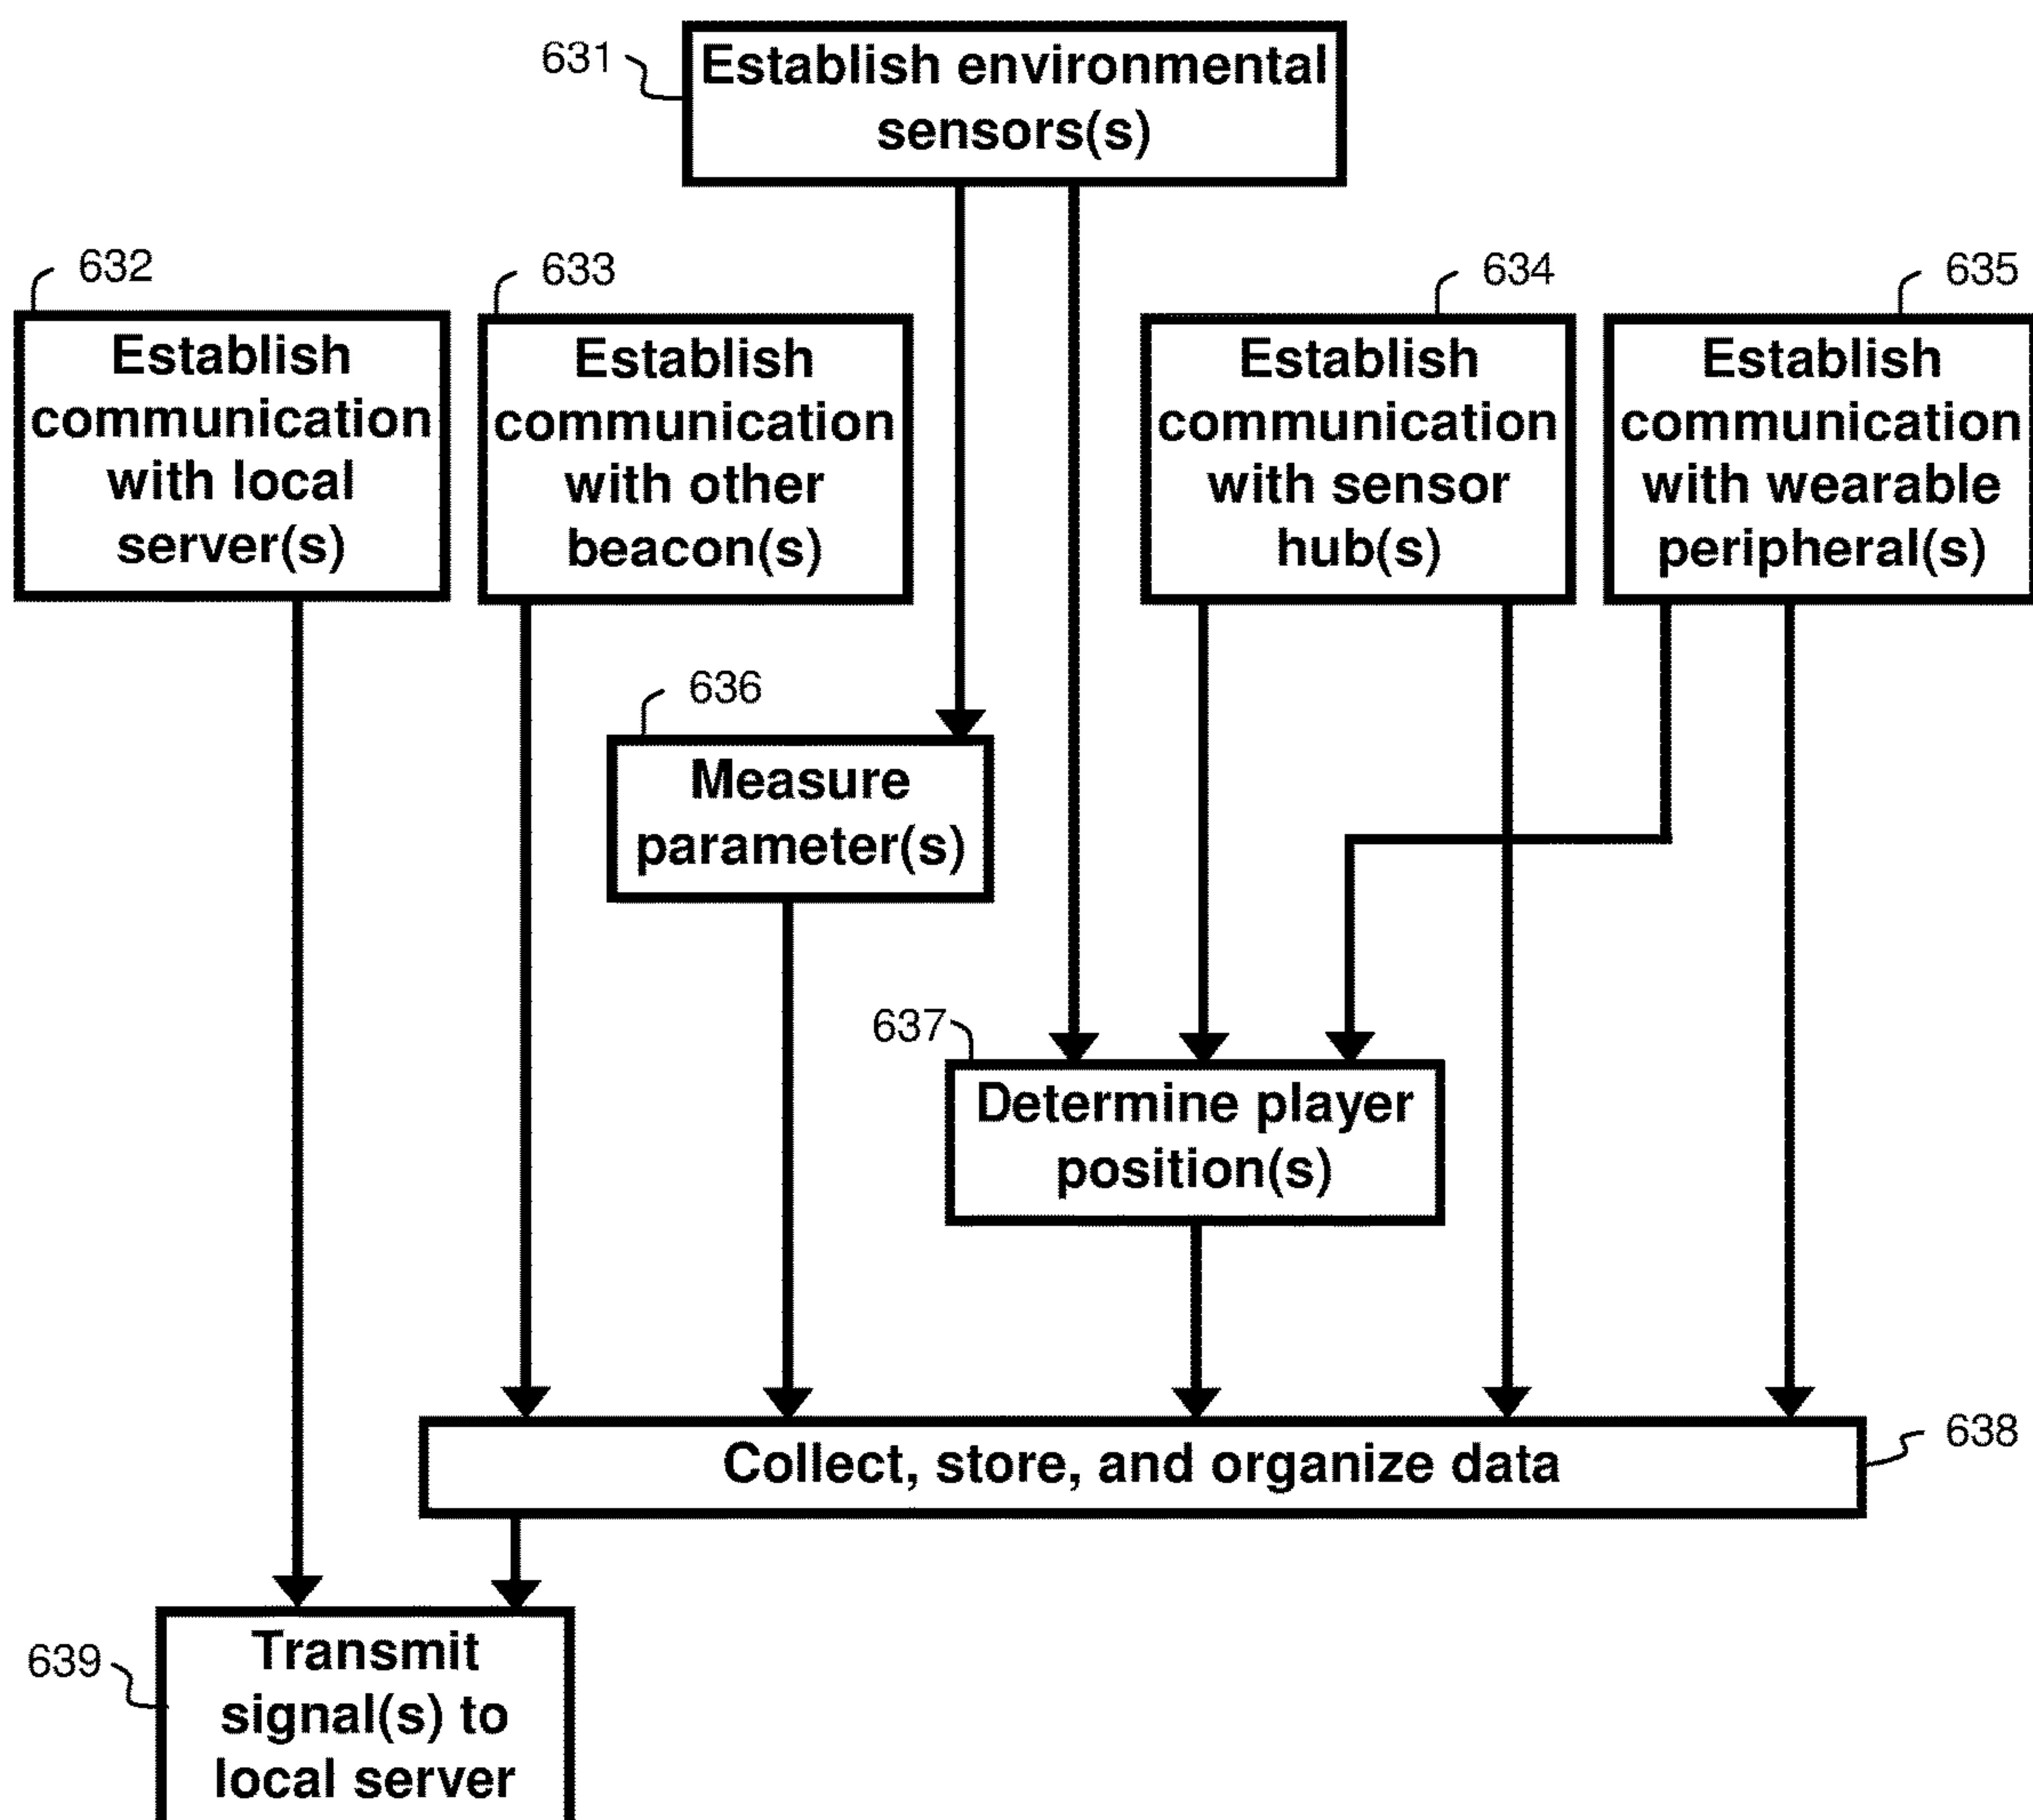 631
Establish environmental
sensors(s)
632
Establish
communication
with local
server(s)
633
Establish
communication
with other
beacon(s)
634
Establish
communication
with sensor
hub(s)
635
Establish
communication
with wearable
peripheral(s)
636
Measure
parameter(s)
637
Determine player
position(s)
638
Collect, store, and organize data
639
Transmit
signal(s) to
local server